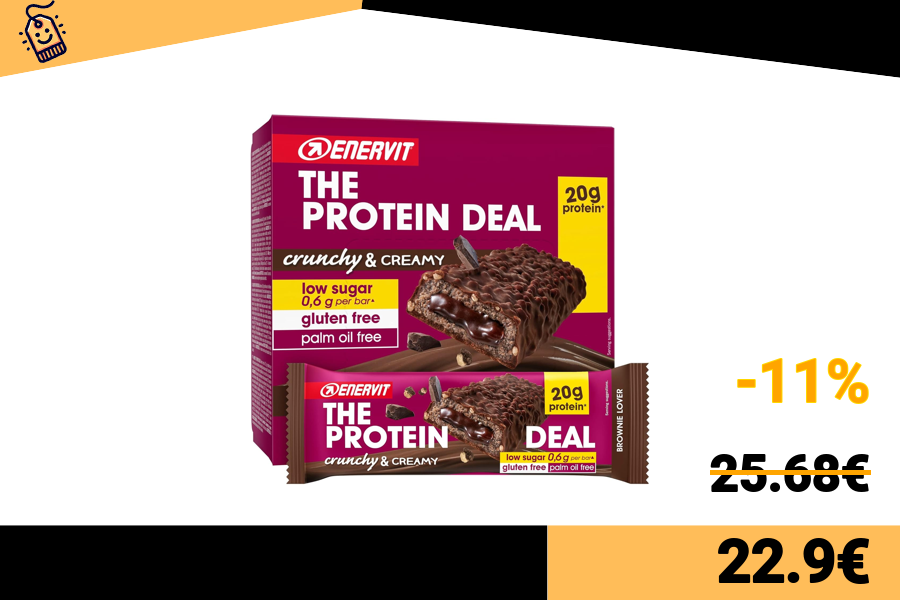 ENERVIT
THE
PROTEIN DEAL
20g
protein*
crunchy & CREAMY
low sugar
0,6 g per bar▲
gluten free
palm oil free
Serving suggestions.
ENERVIT
THE
PROTEIN DEAL
crunchy & CREAMY
20g
protein*
low sugar 0,6 g per bar▲
gluten free palm oil free
BROWNIE LOVER
-11%
25.68€
22.9€